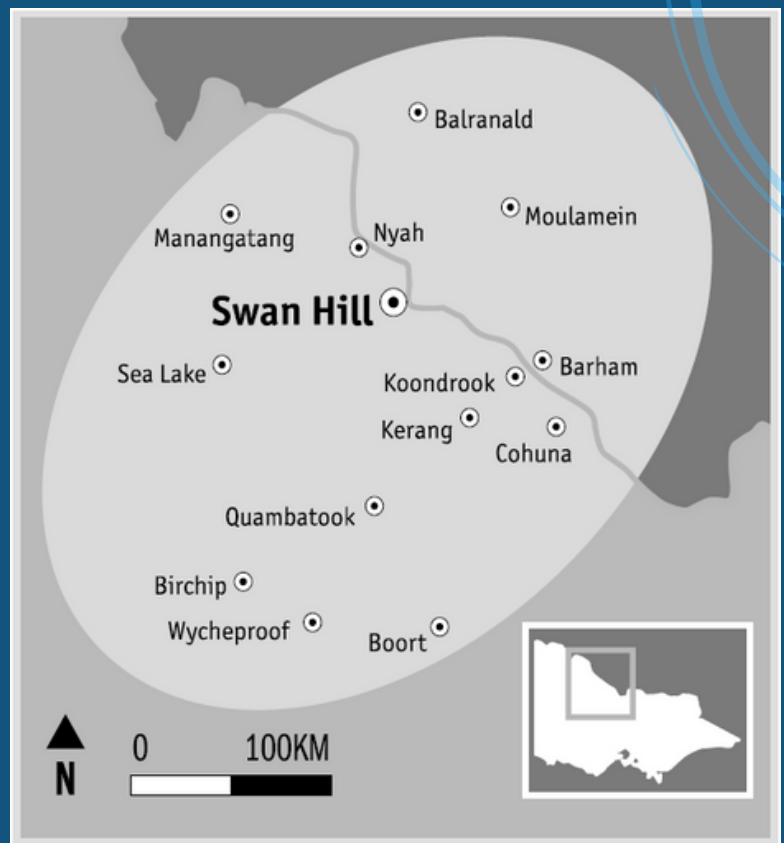 Balranald
Moulamein
Manangatang
Nyah
Swan Hill
Sea Lake
Barham
Koondrook
Kerang
Cohuna
Quambatook
Birchip
Wycheproof
Boort
N
0 100KM